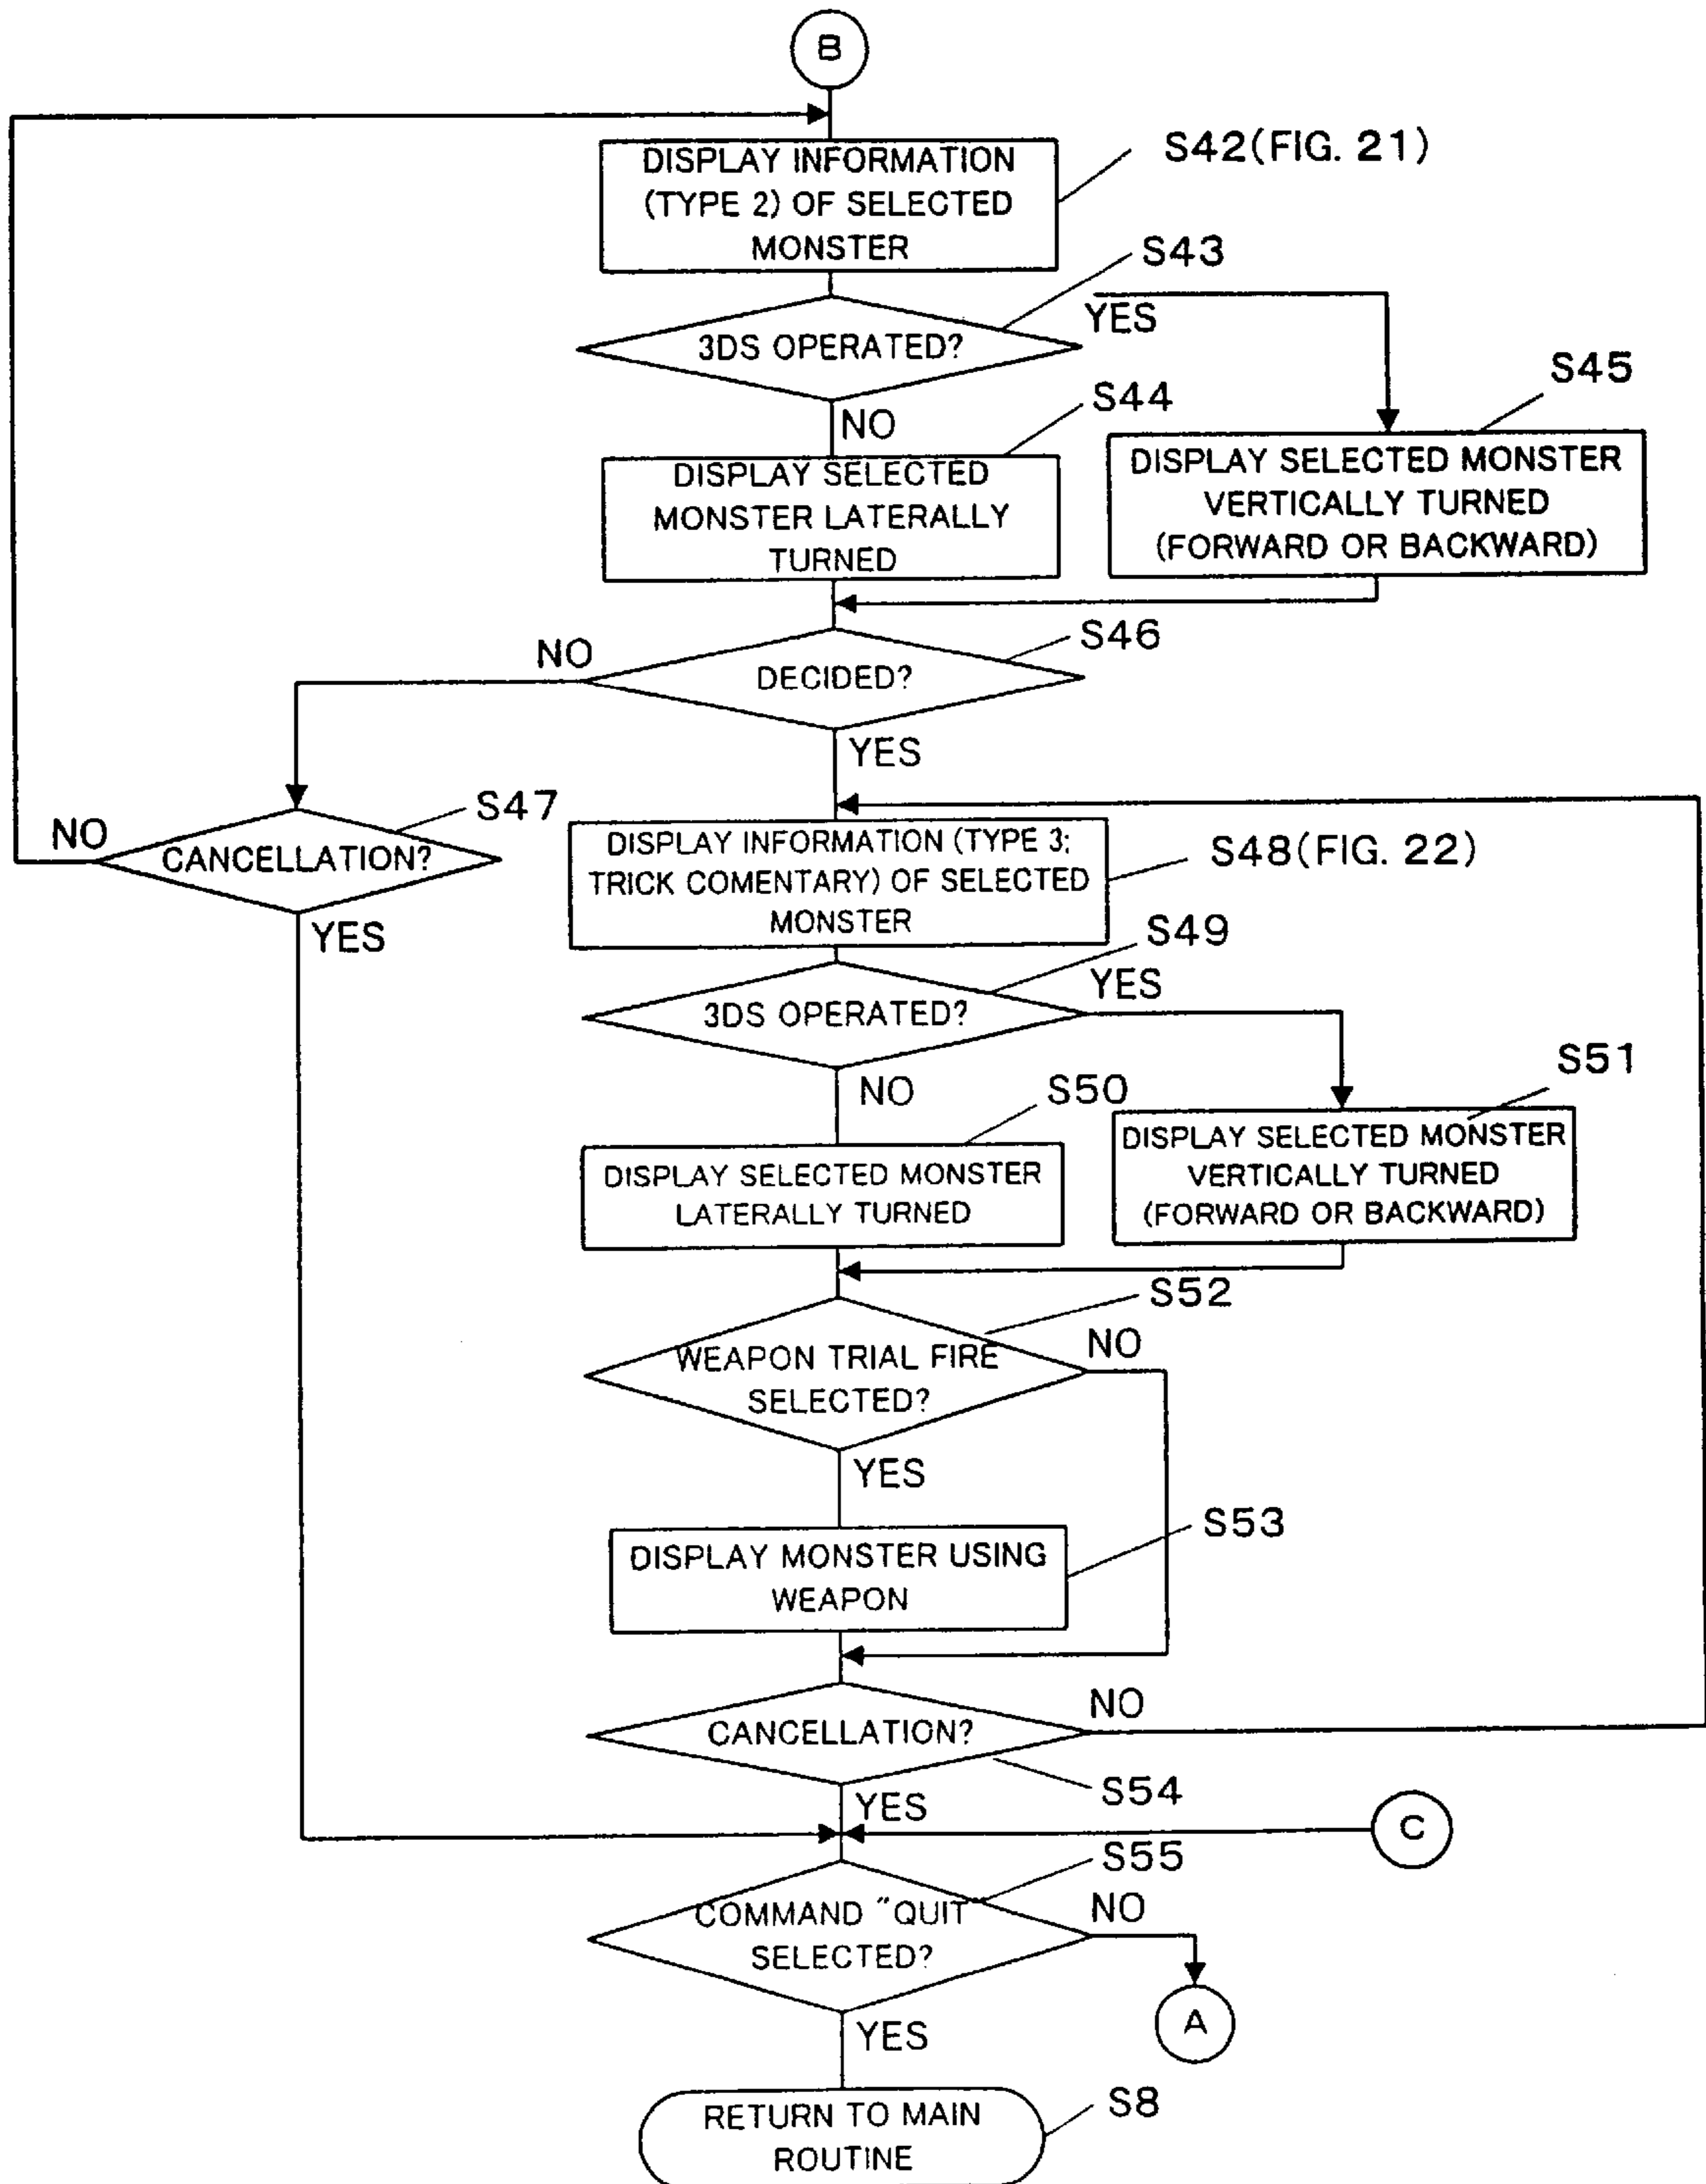 B
DISPLAY INFORMATION
(TYPE 2) OF SELECTED
MONSTER
S42(FIG. 21)
S43
3DS OPERATED?
YES
NO
S44
S45
DISPLAY SELECTED
MONSTER LATERALLY
TURNED
DISPLAY SELECTED MONSTER
VERTICALLY TURNED
(FORWARD OR BACKWARD)
S46
NO
DECIDED?
YES
S47
NO
CANCELLATION?
YES
DISPLAY INFORMATION (TYPE 3;
TRICK COMENTARY) OF SELECTED
MONSTER
S48(FIG. 22)
S49
YES
3DS OPERATED?
NO
S50
S51
DISPLAY SELECTED MONSTER
LATERALLY TURNED
DISPLAY SELECTED MONSTER
VERTICALLY TURNED
(FORWARD OR BACKWARD)
S52
NO
WEAPON TRIAL FIRE
SELECTED?
YES
S53
DISPLAY MONSTER USING
WEAPON
NO
CANCELLATION?
S54
YES
C
S55
NO
COMMAND "QUIT
SELECTED?
A
YES
S8
RETURN TO MAIN
ROUTINE